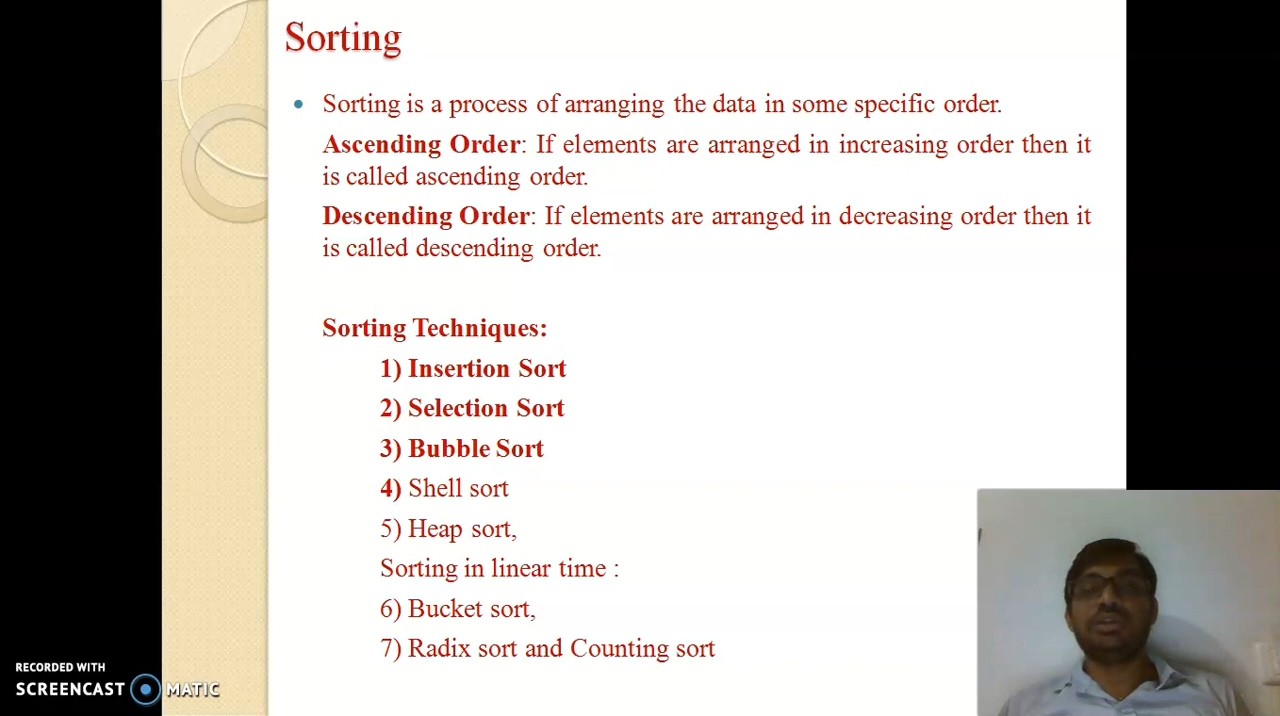 Sorting
Sorting is a process of arranging the data in some specific order.
Ascending Order: If elements are arranged in increasing order then it
is called ascending order.
Descending Order: If elements are arranged in decreasing order then it
is called descending order.
Sorting Techniques:
1) Insertion Sort
2) Selection Sort
3) Bubble Sort
4) Shell sort
5) Heap sort,
Sorting in linear time :
6) Bucket sort,
7) Radix sort and Counting sort
RECORDED WITH
SCREENCAST MATIC